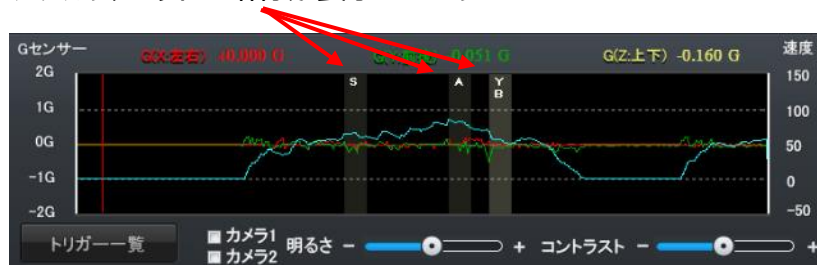 Gセンサー G(X:左右) +0.000 G -0.051 G G(Z:上下) -0.160 G 速度
2G S A Y 150
B
1G 100
0G 50
-1G 0
-2G -50
トリガー一覧 カメラ1 明るさ - + コントラスト - +
カメラ2